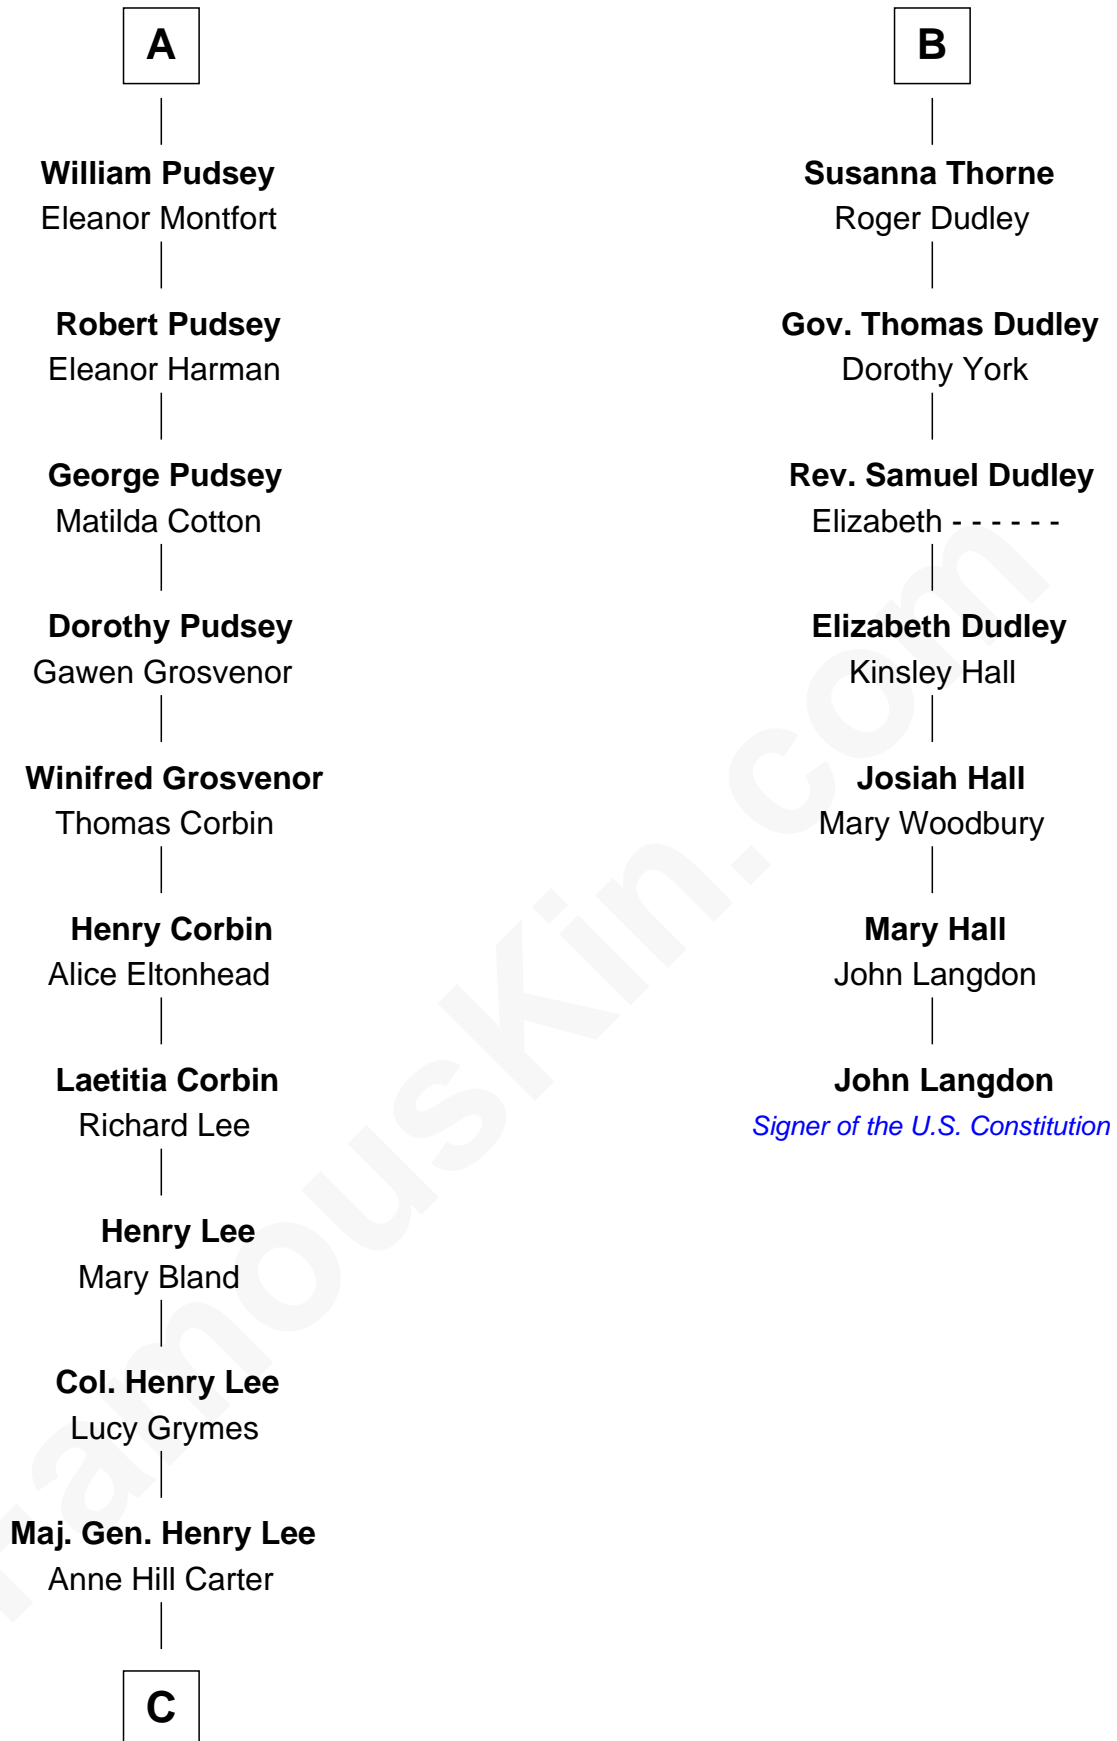 A
William Pudsey
Eleanor Montfort
Robert Pudsey
Eleanor Harman
George Pudsey
Matilda Cotton
Dorothy Pudsey
Gawen Grosvenor
Winifred Grosvenor
Thomas Corbin
Henry Corbin
Alice Eltonhead
Laetitia Corbin
Richard Lee
Henry Lee
Mary Bland
Col. Henry Lee
Lucy Grymes
Maj. Gen. Henry Lee
Anne Hill Carter
C
B
Susanna Thorne
Roger Dudley
Gov. Thomas Dudley
Dorothy York
Rev. Samuel Dudley
Elizabeth - - - - - -
Elizabeth Dudley
Kinsley Hall
Josiah Hall
Mary Woodbury
Mary Hall
John Langdon
John Langdon
Signer of the U.S. Constitution
FamousKin.com